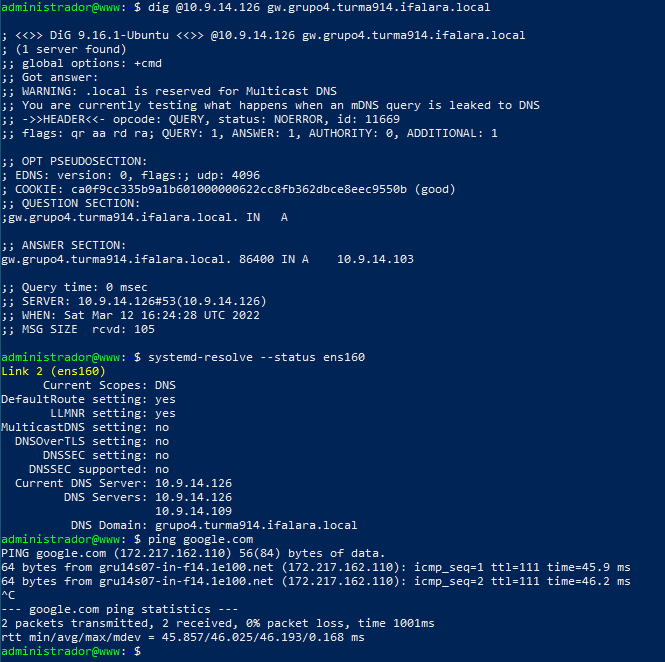 administrador@www: $ dig @10.9.14.126 gw.grupo4.turma914.ifalara.local
; <<>> DiG 9.16.1-Ubuntu <<>> @10.9.14.126 gw.grupo4.turma914.ifalara.local
; (1 server found)
;; global options: +cmd
;; Got answer:
;; WARNING: .local is reserved for Multicast DNS
;; You are currently testing what happens when an mDNS query is leaked to DNS
;; ->>HEADER<<- opcode: QUERY, status: NOERROR, id: 11669
;; flags: qr aa rd ra; QUERY: 1, ANSWER: 1, AUTHORITY: 0, ADDITIONAL: 1
;; OPT PSEUDOSECTION:
; EDNS: version: 0, flags:; udp: 4096
; COOKIE: ca0f9cc335b9a1b601000000622cc8fb362dbce8eec9550b (good)
;; QUESTION SECTION:
;gw.grupo4.turma914.ifalara.local. IN   A
;; ANSWER SECTION:
gw.grupo4.turma914.ifalara.local. 86400 IN A    10.9.14.103
;; Query time: 0 msec
;; SERVER: 10.9.14.126#53(10.9.14.126)
;; WHEN: Sat Mar 12 16:24:28 UTC 2022
;; MSG SIZE  rcvd: 105
administrador@www: $ systemd-resolve --status ens160
Link 2 (ens160)
Current Scopes: DNS
DefaultRoute setting: yes
LLMNR setting: yes
MulticastDNS setting: no
DNSOverTLS setting: no
DNSSEC setting: no
DNSSEC supported: no
Current DNS Server: 10.9.14.126
DNS Servers: 10.9.14.126
10.9.14.109
DNS Domain: grupo4.turma914.ifalara.local
administrador@www: $ ping google.com
PING google.com (172.217.162.110) 56(84) bytes of data.
64 bytes from gru14s07-in-f14.1e100.net (172.217.162.110): icmp_seq=1 ttl=111 time=45.9 ms
64 bytes from gru14s07-in-f14.1e100.net (172.217.162.110): icmp_seq=2 ttl=111 time=46.2 ms
^C
--- google.com ping statistics ---
2 packets transmitted, 2 received, 0% packet loss, time 1001ms
rtt min/avg/max/mdev = 45.857/46.025/46.193/0.168 ms
administrador@www: $